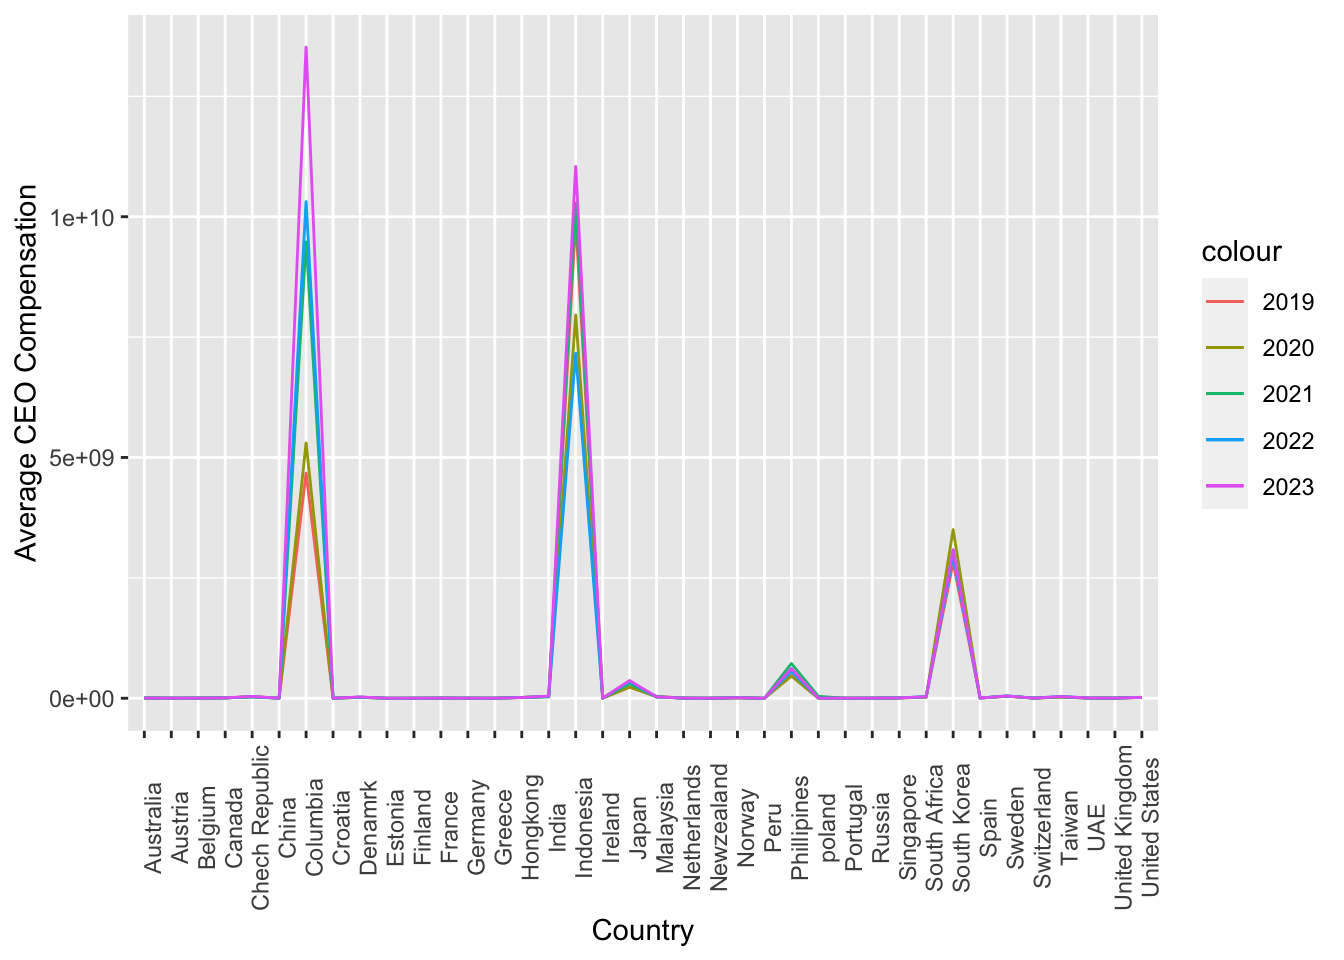 Average CEO Compensation
1e+10
5e+09
0e+00
Australia
Austria
Belgium
Canada
Chech Republic
China
Columbia
Croatia
Denamrk
Estonia
Finland
France
Germany
Greece
Hongkong
India
Indonesia
Ireland
Japan
Malaysia
Netherlands
Newzealand
Norway
Peru
Phillipines
poland
Portugal
Russia
Singapore
South Africa
South Korea
Spain
Sweden
Switzerland
Taiwan
UAE
United Kingdom
United States
Country
colour
2019
2020
2021
2022
2023